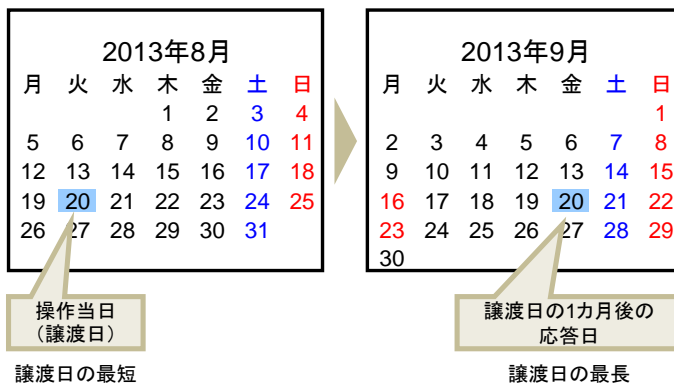 2013年8月
月 火 水 木 金 土 日
1 2 3 4
5 6 7 8 9 10 11
12 13 14 15 16 17 18
19 20 21 22 23 24 25
26 27 28 29 30 31
操作当日
（譲渡日）
譲渡日の最短
2013年9月
月 火 水 木 金 土 日
1
2 3 4 5 6 7 8
9 10 11 12 13 14 15
16 17 18 19 20 21 22
23 24 25 26 27 28 29
30
譲渡日の1カ月後の
応答日
譲渡日の最長